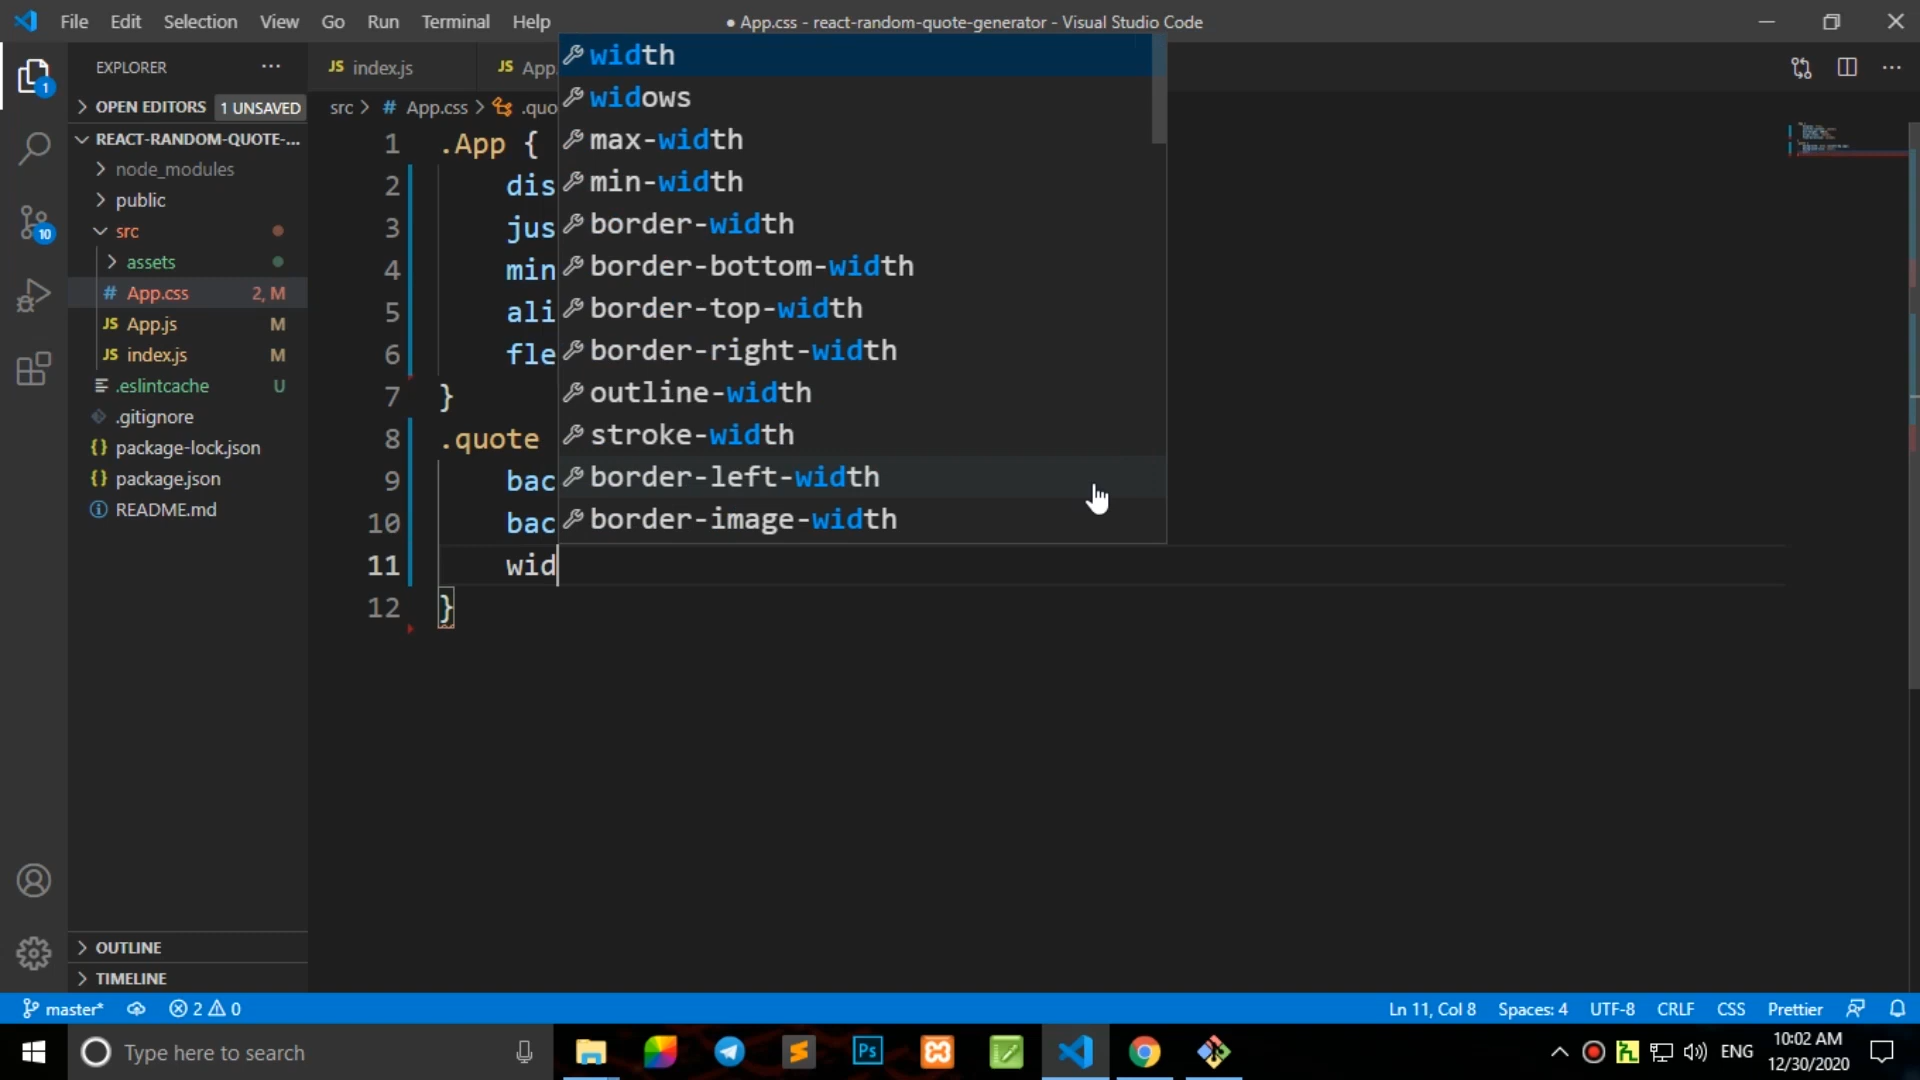 File Edit Selection View Go Run Terminal Help
● App.css - react-random-quote-generator - Visual Studio Code
EXPLORER ···
OPEN EDITORS 1 UNSAVED
REACT-RANDOM-QUOTE-...
node_modules
public
src
assets
# App.css 2, M
JS App.js M
JS index.js M
.eslintcache U
.gitignore
{} package-lock.json
{} package.json
README.md
OUTLINE
TIMELINE
JS index.js JS App.
src > # App.css > .quo
1 .App {
2 dis
3 jus
4 min
5 ali
6 fle
7 }
8 .quote
9 bac
10 bac
11 wid
12 }
width
widows
max-width
min-width
border-width
border-bottom-width
border-top-width
border-right-width
outline-width
stroke-width
border-left-width
border-image-width
1
10
master* 2 0
Ln 11, Col 8 Spaces: 4 UTF-8 CRLF CSS Prettier
Type here to search
Ps
ENG
10:02 AM
12/30/2020